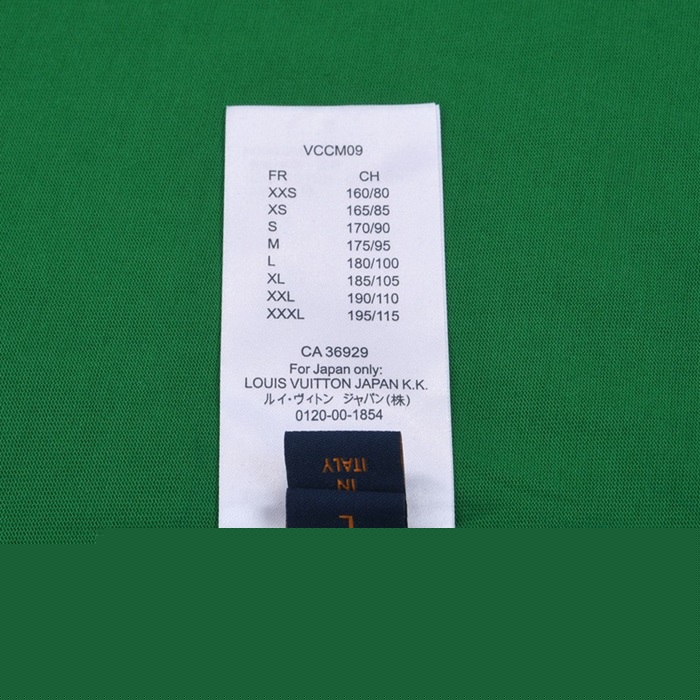 VCCM09
FR CH
XXS 160/80
XS 165/85
S 170/90
M 175/95
L 180/100
XL 185/105
XXL 190/110
XXXL 195/115
CA 36929
For Japan only:
LOUIS VUITTON JAPAN K.K.
ルイ・ヴィトン ジャパン(株)
0120-00-1854
ITALY
IN
L